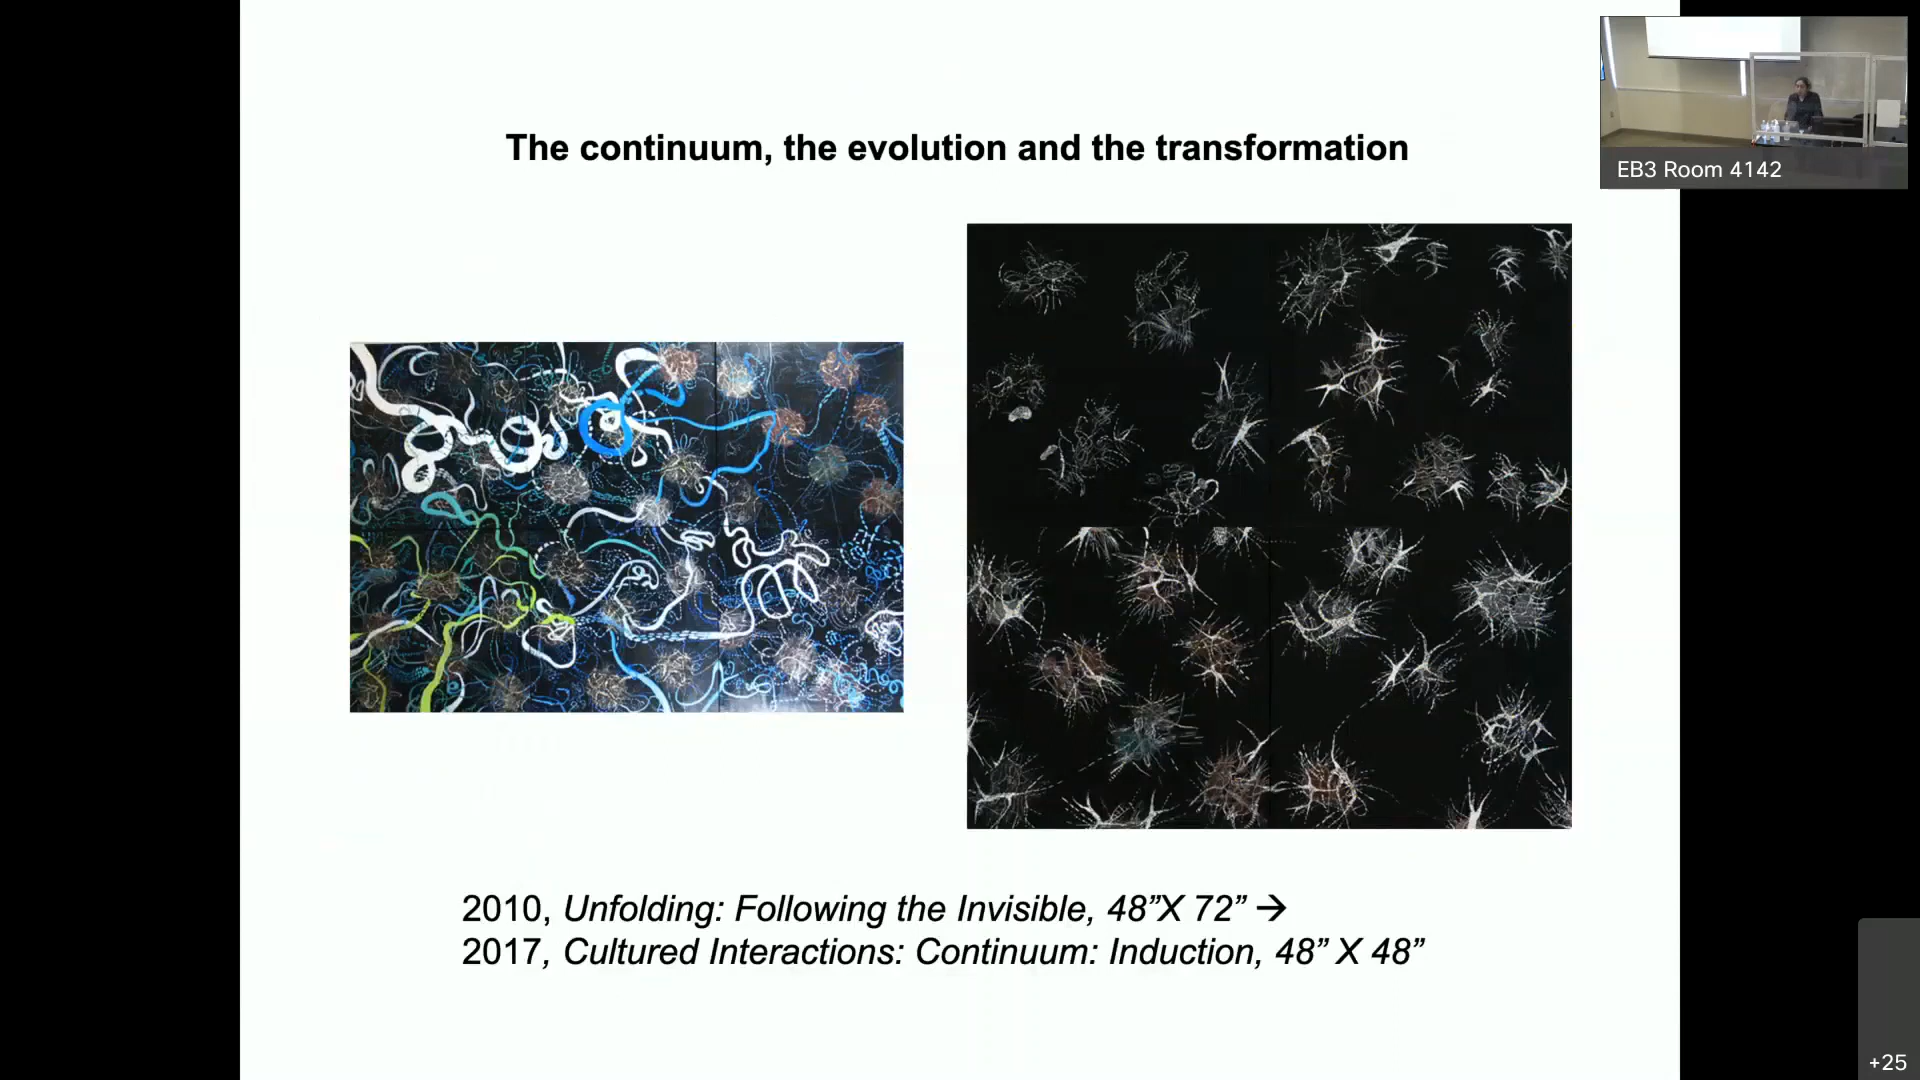 The continuum, the evolution and the transformation
EB3 Room 4142
2010, Unfolding: Following the Invisible, 48”X 72” →
2017, Cultured Interactions: Continuum: Induction, 48” X 48”
+25